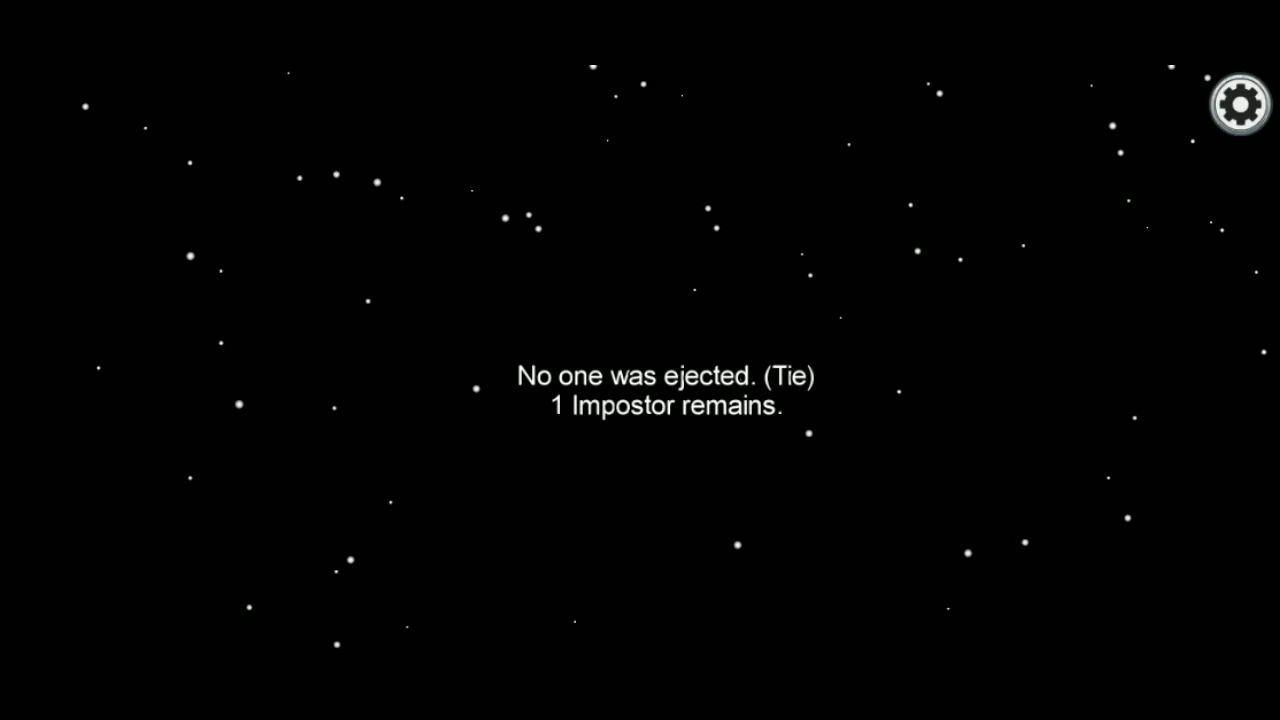 No one was ejected. (Tie)
1 Impostor remains.